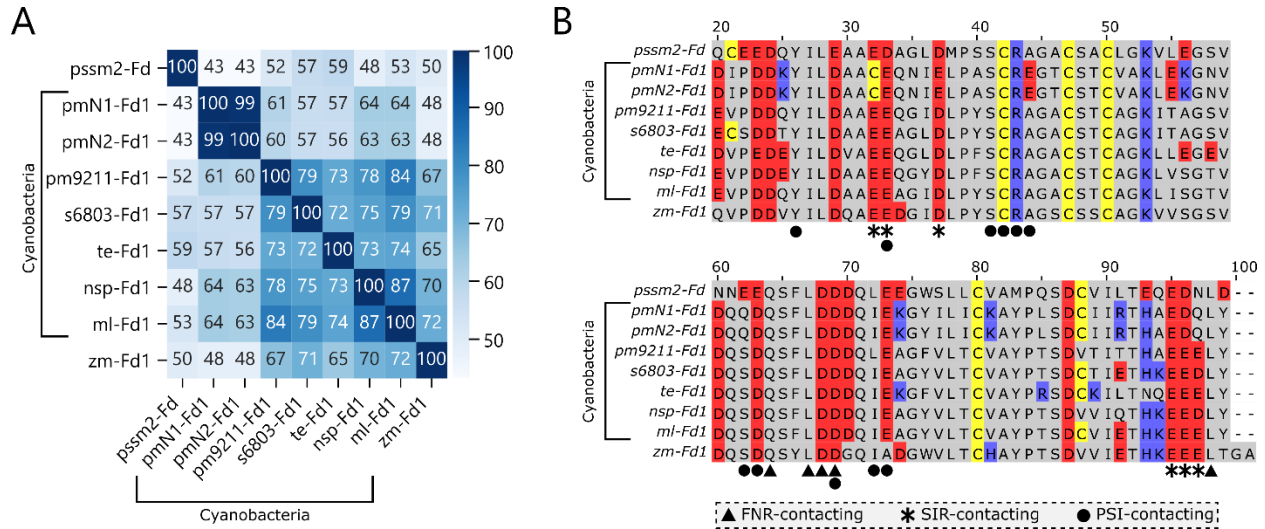 A
100
90
80
70
60
50
pssm2-Fd 100 43 43 52 57 59 48 53 50
pmN1-Fd1 43 100 99 61 57 57 64 64 48
pmN2-Fd1 43 99 100 60 57 56 63 63 48
pm9211-Fd1 52 61 60 100 79 73 78 84 67
s6803-Fd1 57 57 57 79 100 72 75 79 71
te-Fd1 59 57 56 73 72 100 73 74 65
nsp-Fd1 48 64 63 78 75 73 100 87 70
ml-Fd1 53 64 63 84 79 74 87 100 72
zm-Fd1 50 48 48 67 71 65 70 72 100
Cyanobacteria
pssm2-Fd pmN1-Fd1 pmN2-Fd1 pm9211-Fd1 s6803-Fd1 te-Fd1 nsp-Fd1 ml-Fd1 zm-Fd1
Cyanobacteria
B
20 30 40 50
pssm2-Fd QCEEDQYILEAAEDAGLDMPSSCRAGACSACLGKVLEGSV
pmN1-Fd1 DIPDDKYILDAACEQNIELPASCREGTCSTCVAKLEKGNV
pmN2-Fd1 DIPDDKYILDAACEQNIELPASCREGTCSTCVAKLEKGNV
pm9211-Fd1 EVPDDQYILDAAEEQGIDLPYSCRAGACSTCAGKITAGSV
s6803-Fd1 ECSDDTYILDAAEEAGLDLPYSCRAGACSTCAGKITAGSV
te-Fd1 DVPEDEYILDVAEEQGLDLPFSCRAGACSTCAGKLLEGEV
nsp-Fd1 EVPDDEYILDAAEEQGYDLPFSCRAGACSTCAGKLVSGTV
ml-Fd1 EVPDDQYILDAAEEAGIDLPYSCRAGACSTCAGKLISGTV
zm-Fd1 QVPDDVYILDQAEEDGIDLPYSCRAGSCSSCAGKVVSGSV
Cyanobacteria
60 70 80 90 100
pssm2-Fd NNEEQSFLDDDQLEEGWSLLCVAMPQSDCVILTEQEDNLD--
pmN1-Fd1 DQQDQSFLDDDQIEKGYILICKAYPLSDCIIRTHAEDQLY--
pmN2-Fd1 DQQDQSFLDDDQIEKGYILICKAYPLSDCIIRTHAEDQLY--
pm9211-Fd1 DQSDQSFLDDDQIEAGFVLTCVAYPTSDVTITTHAEEELY--
s6803-Fd1 DQSDQSFLDDDQIEAGYVLTCVAYPTSDCTIETHKEEDLY--
te-Fd1 DQSDQSFLDDDQIEKGFVLTCVAYPRSDCKILTNQEEELY--
nsp-Fd1 DQSDQSFLDDDQIEAGYVLTCVAYPTSDVVIQTHKEEDLY--
ml-Fd1 DQSDQSYLDDDQIEAGYVLTCVAYPTSDCVIETHKEEELY--
zm-Fd1 DQSDQSYLDDGQIADGWVLTCHAYPTSDVVIETHKEEELTGA
Cyanobacteria
▲ FNR-contacting * SIR-contacting ● PSI-contacting